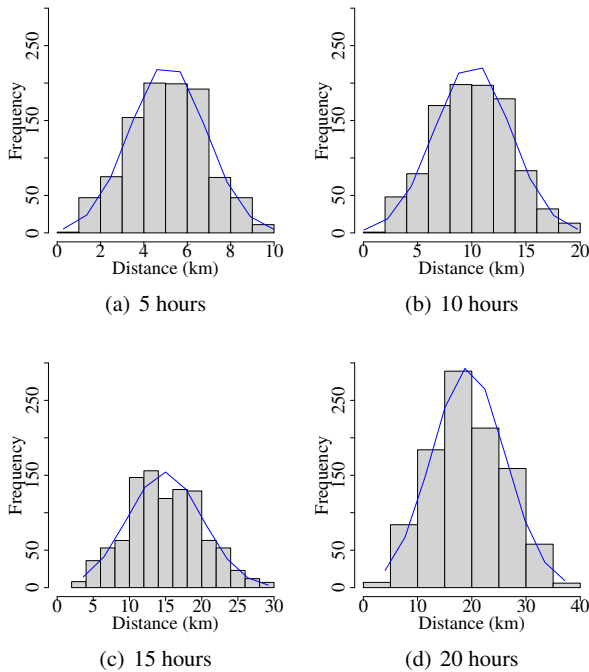 250
150
50
0
Frequency
0 2 4 6 8 10
Distance (km)
(a) 5 hours
250
150
50
0
Frequency
0 5 10 15 20
Distance (km)
(b) 10 hours
250
150
50
0
Frequency
0 5 10 15 20 25 30
Distance (km)
(c) 15 hours
250
150
50
0
Frequency
0 10 20 30 40
Distance (km)
(d) 20 hours